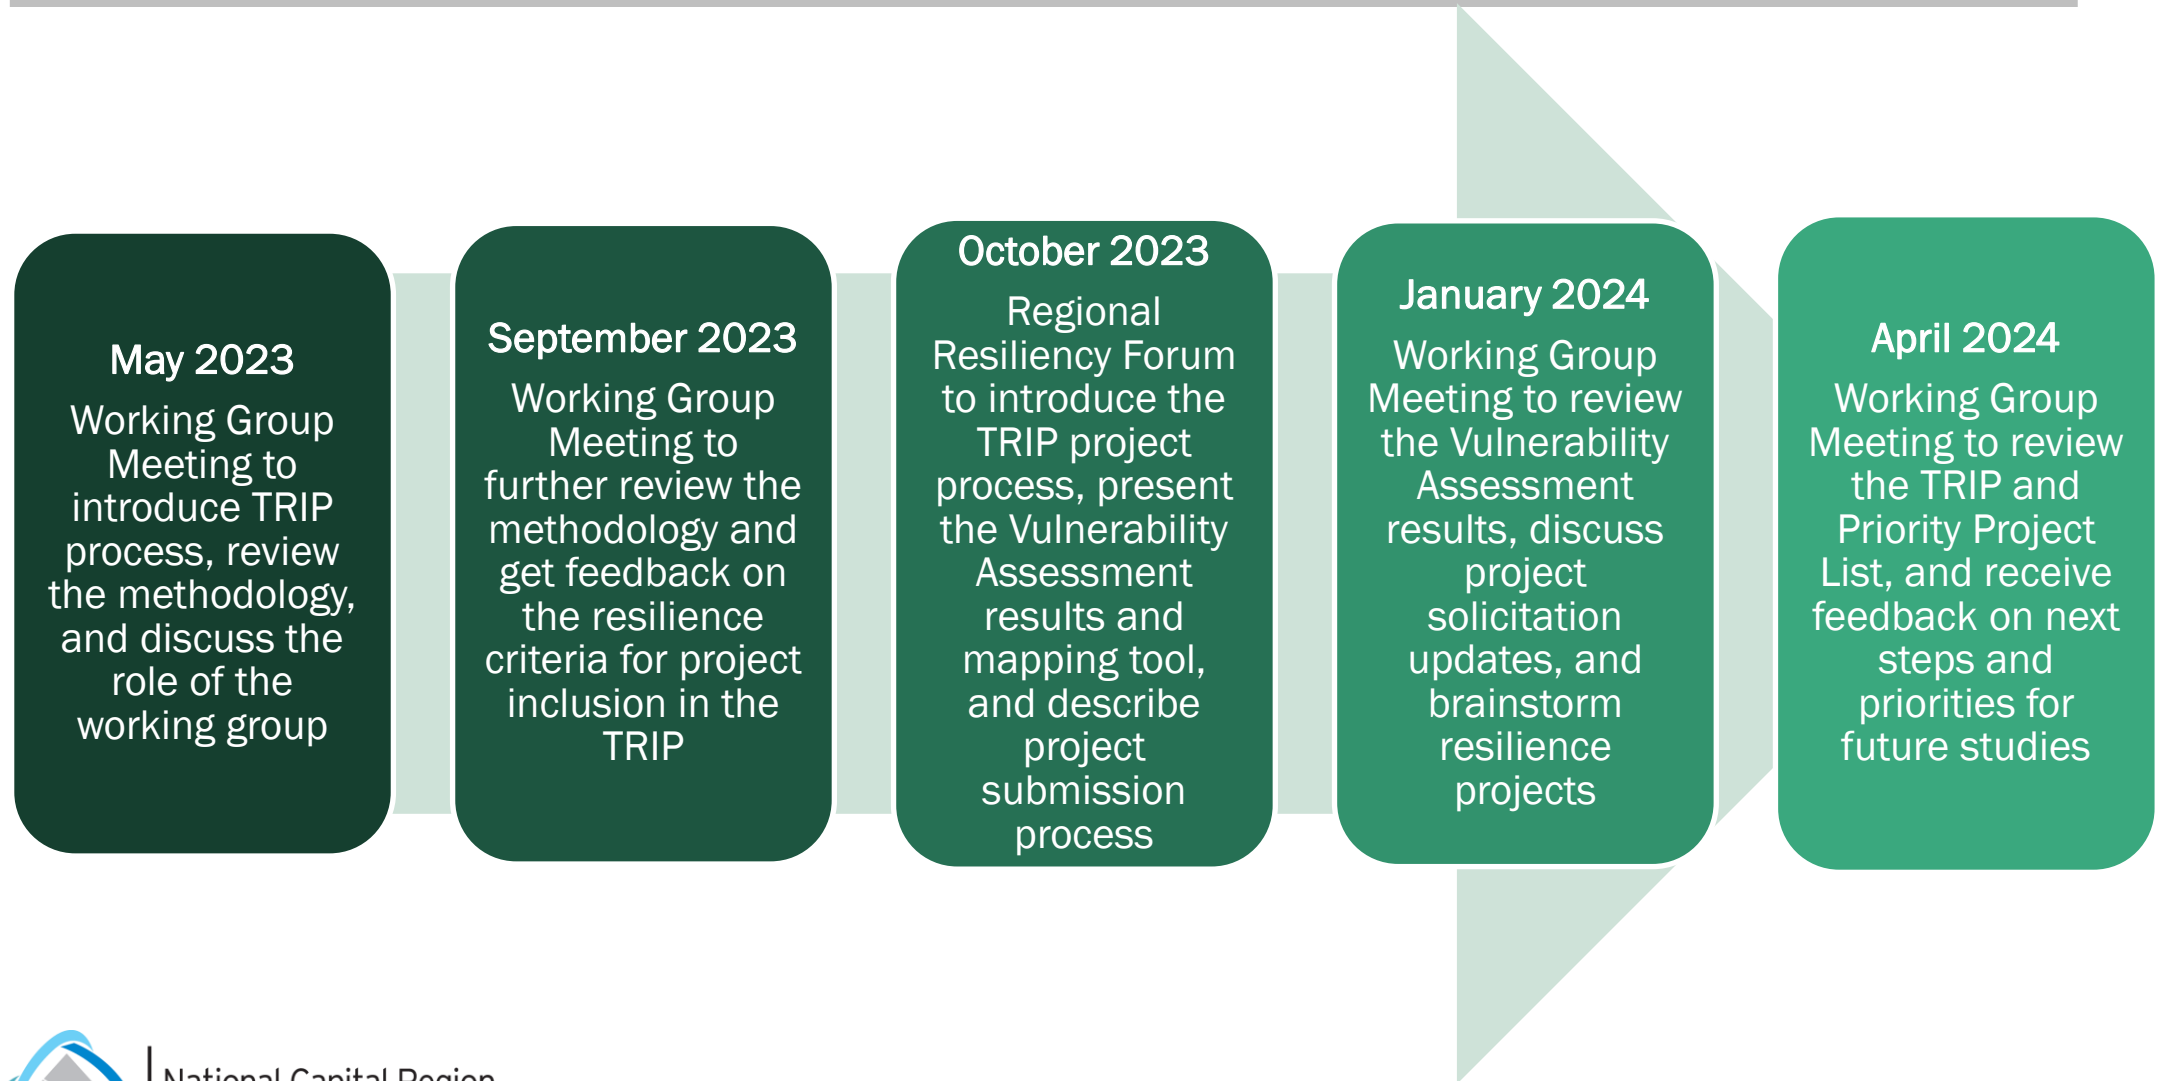 May 2023
Working Group
Meeting to
introduce TRIP
process, review
the methodology,
and discuss the
role of the
working group
September 2023
Working Group
Meeting to
further review the
methodology and
get feedback on
the resilience
criteria for project
inclusion in the
TRIP
October 2023
Regional
Resiliency Forum
to introduce the
TRIP project
process, present
the Vulnerability
Assessment
results and
mapping tool,
and describe
project
submission
process
January 2024
Working Group
Meeting to review
the Vulnerability
Assessment
results, discuss
project
solicitation
updates, and
brainstorm
resilience
projects
April 2024
Working Group
Meeting to review
the TRIP and
Priority Project
List, and receive
feedback on next
steps and
priorities for
future studies
National Capital Region